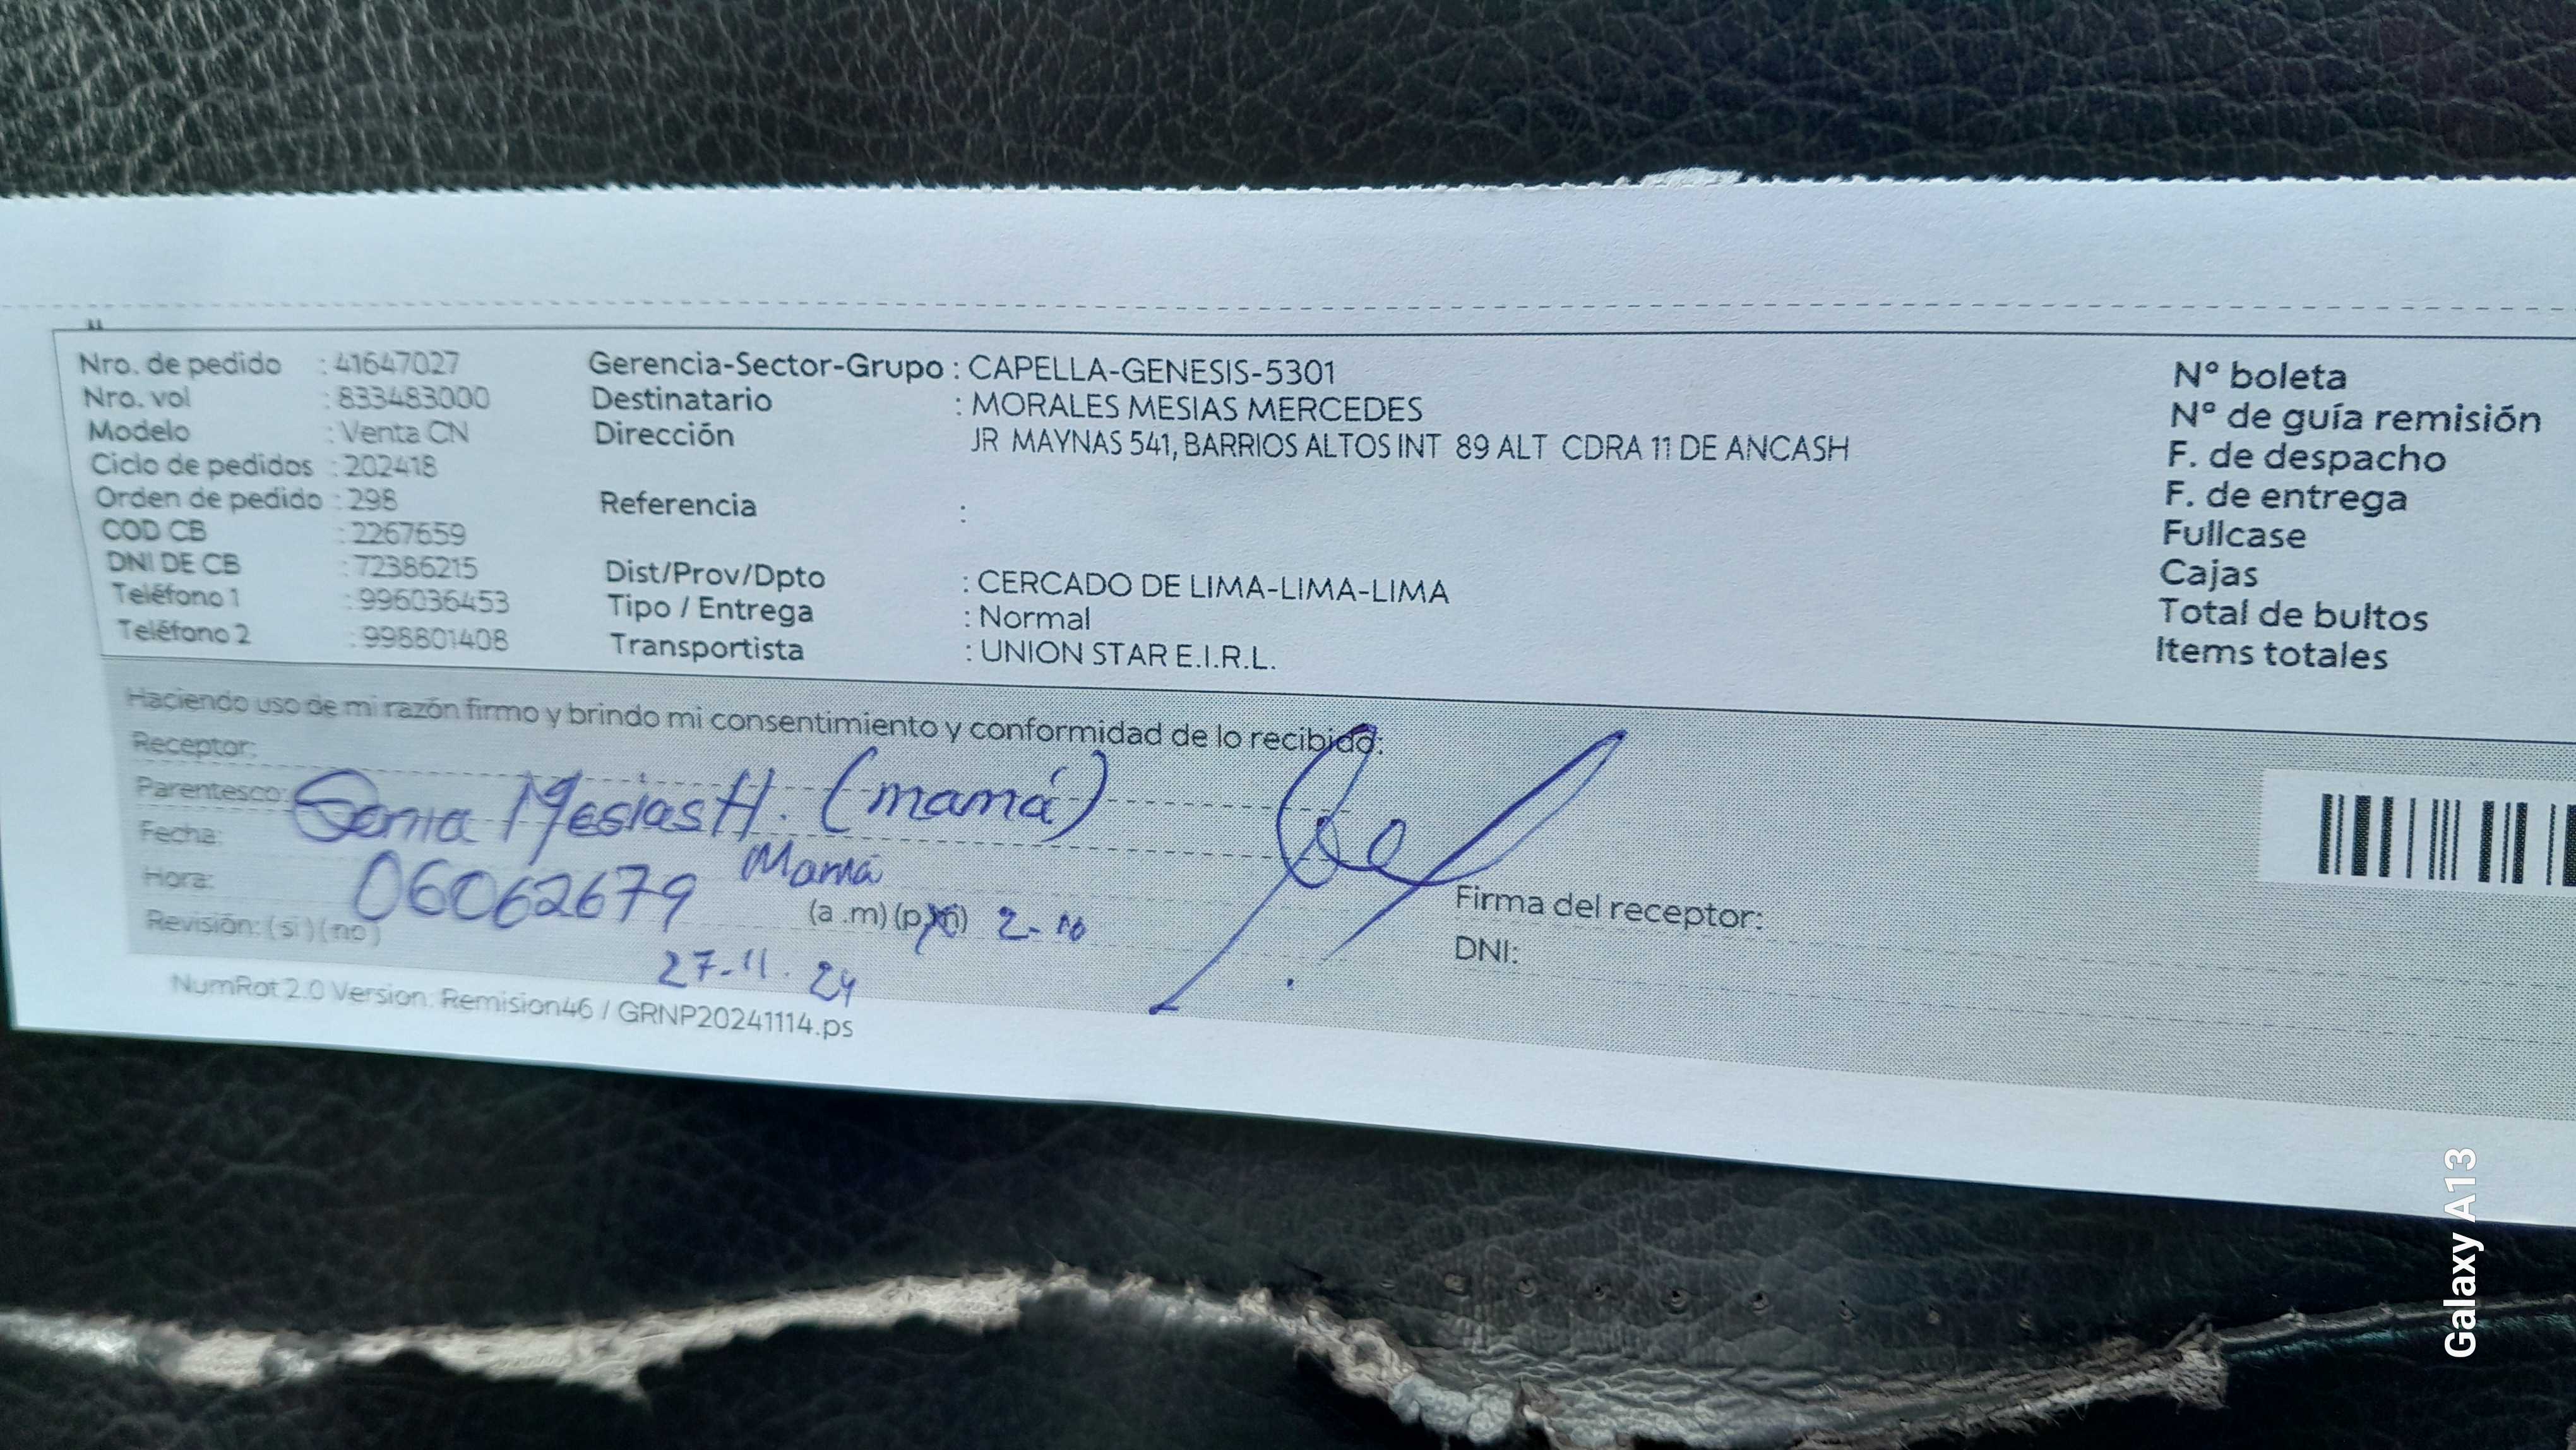 Nro. de pedido : 41647027
Nro. vol : 833483000
Modelo : Venta CN
Ciclo de pedidos : 202418
Orden de pedido : 298
COD CB : 2267659
DNI DE CB : 72386215
Teléfono 1 : 996036453
Teléfono 2 : 998801408
Gerencia-Sector-Grupo : CAPELLA-GENESIS-5301
Destinatario : MORALES MESIAS MERCEDES
Dirección JR MAYNAS 541, BARRIOS ALTOS INT 89 ALT CDRA 11 DE ANCASH
Referencia :
Dist/Prov/Dpto : CERCADO DE LIMA-LIMA-LIMA
Tipo / Entrega : Normal
Transportista : UNION STAR E.I.R.L.
Nº boleta
Nº de guía remisión
F. de despacho
F. de entrega
Fullcase
Cajas
Total de bultos
Items totales
Haciendo uso de mi razón firmo y brindo mi consentimiento y conformidad de lo recibido:
Receptor:
Parentesco: Sonia Mesias H. (mamá)
Fecha: Mamá
Hora: 06062679 (a.m) (p.m) 2-10
Revisión: (si) (no)
27-11-24
Firma del receptor:
DNI:
NumRot 2.0 Version. Remision46 / GRNP20241114.ps
Galaxy A13